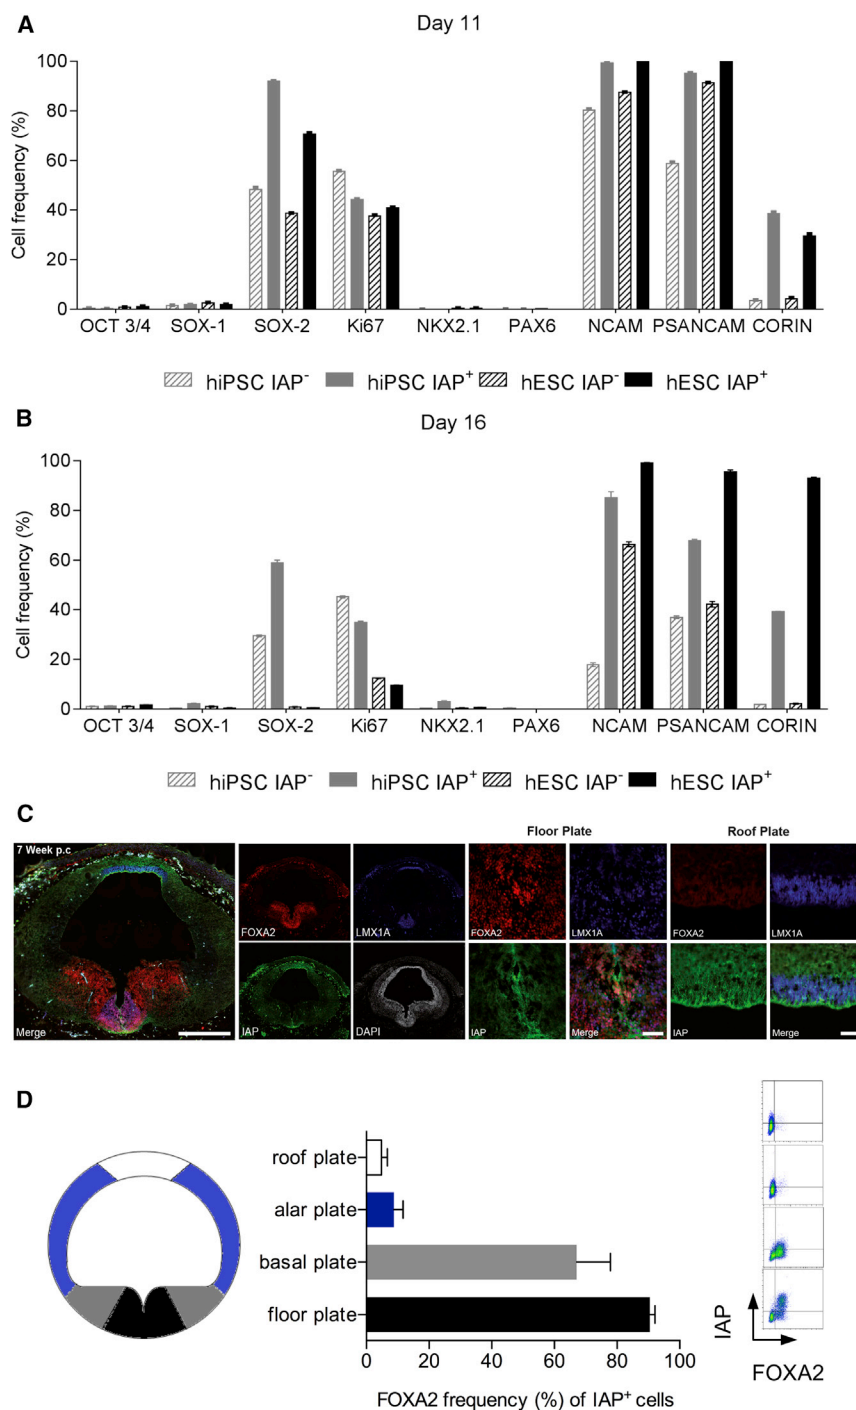 A
Day 11
Cell frequency (%)
100
80
60
40
20
0
OCT 3/4 SOX-1 SOX-2 Ki67 NKX2.1 PAX6 NCAM PSANCAM CORIN
hiPSC IAP⁻ hiPSC IAP⁺ hESC IAP⁻ hESC IAP⁺
B
Day 16
Cell frequency (%)
100
80
60
40
20
0
OCT 3/4 SOX-1 SOX-2 Ki67 NKX2.1 PAX6 NCAM PSANCAM CORIN
hiPSC IAP⁻ hiPSC IAP⁺ hESC IAP⁻ hESC IAP⁺
C
Floor Plate Roof Plate
7 Week p.c
FOXA2 LMX1A FOXA2 LMX1A FOXA2 LMX1A
Merge IAP DAPI IAP Merge IAP Merge
D
roof plate
alar plate
basal plate
floor plate
0 20 40 60 80 100
FOXA2 frequency (%) of IAP⁺ cells
IAP
FOXA2